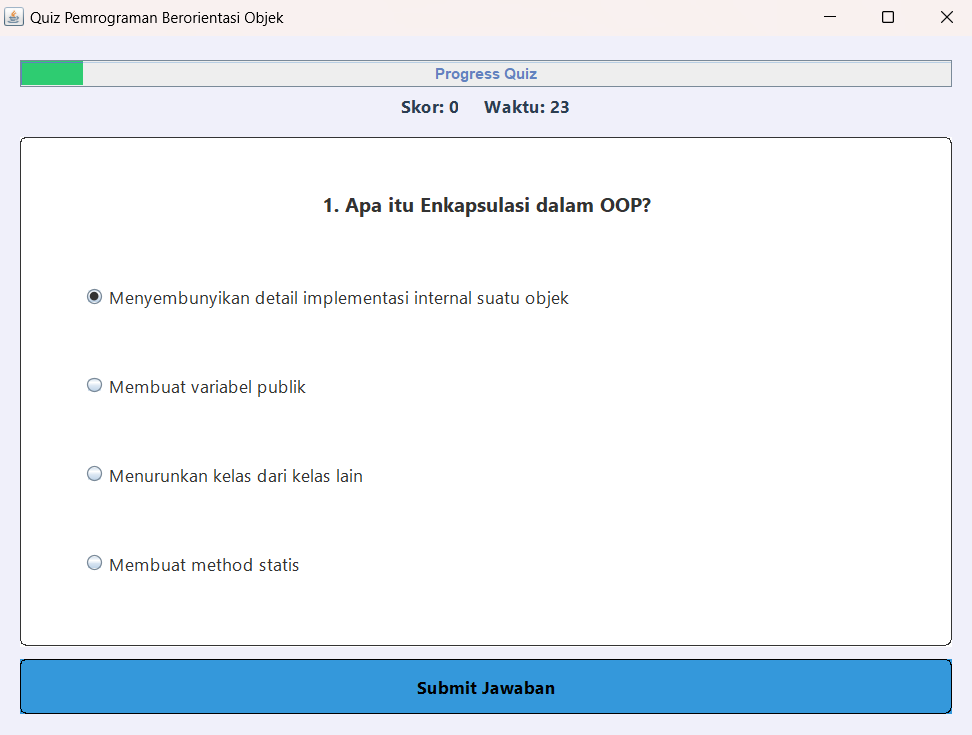 Quiz Pemrograman Berorientasi Objek
Progress Quiz
Skor: 0 Waktu: 23
1. Apa itu Enkapsulasi dalam OOP?
Menyembunyikan detail implementasi internal suatu objek
Membuat variabel publik
Menurunkan kelas dari kelas lain
Membuat method statis
Submit Jawaban